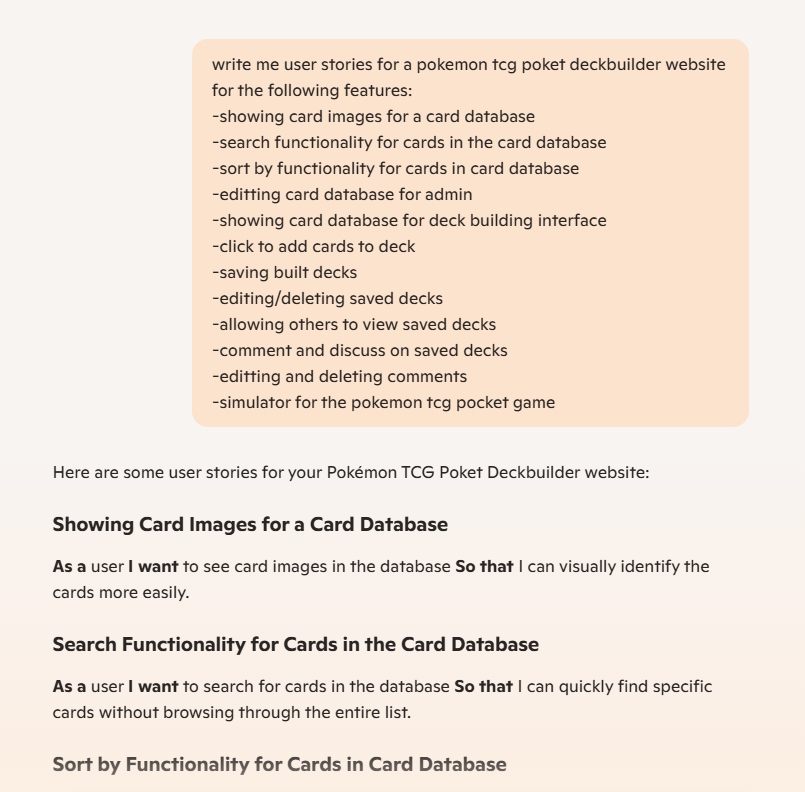 write me user stories for a pokemon tcg poket deckbuilder website
for the following features:
-showing card images for a card database
-search functionality for cards in the card database
-sort by functionality for cards in card database
-editting card database for admin
-showing card database for deck building interface
-click to add cards to deck
-saving built decks
-editing/deleting saved decks
-allowing others to view saved decks
-comment and discuss on saved decks
-editting and deleting comments
-simulator for the pokemon tcg pocket game
Here are some user stories for your Pokémon TCG Poket Deckbuilder website:
Showing Card Images for a Card Database
As a user I want to see card images in the database So that I can visually identify the
cards more easily.
Search Functionality for Cards in the Card Database
As a user I want to search for cards in the database So that I can quickly find specific
cards without browsing through the entire list.
Sort by Functionality for Cards in Card Database